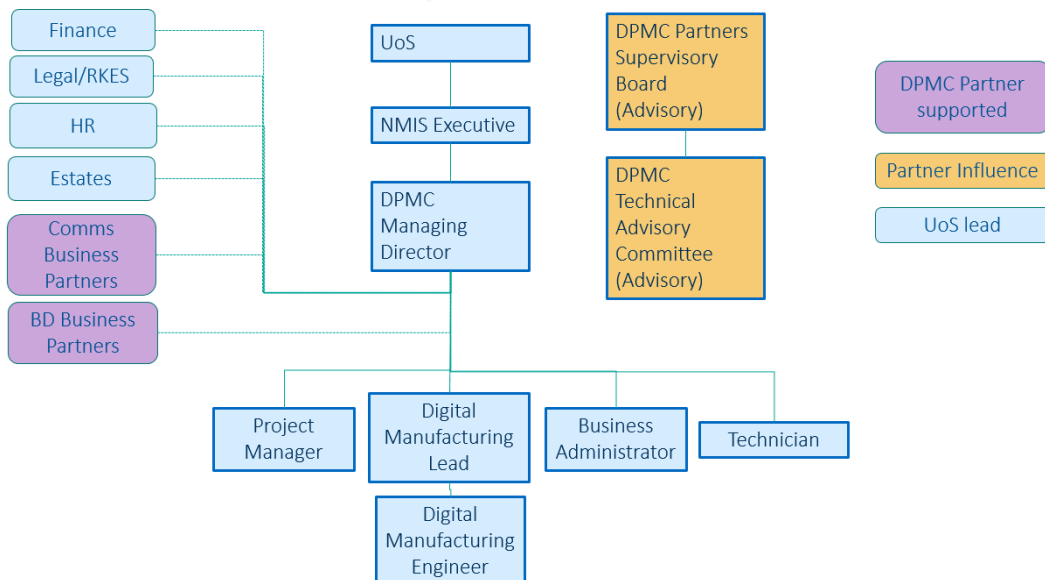 Finance
Legal/RKES
HR
Estates
Comms
Business
Partners
BD Business
Partners
UoS
NMIS Executive
DPMC
Managing
Director
DPMC Partners
Supervisory
Board
(Advisory)
DPMC
Technical
Advisory
Committee
(Advisory)
DPMC Partner
supported
Partner Influence
UoS lead
Project
Manager
Digital
Manufacturing
Lead
Business
Administrator
Technician
Digital
Manufacturing
Engineer